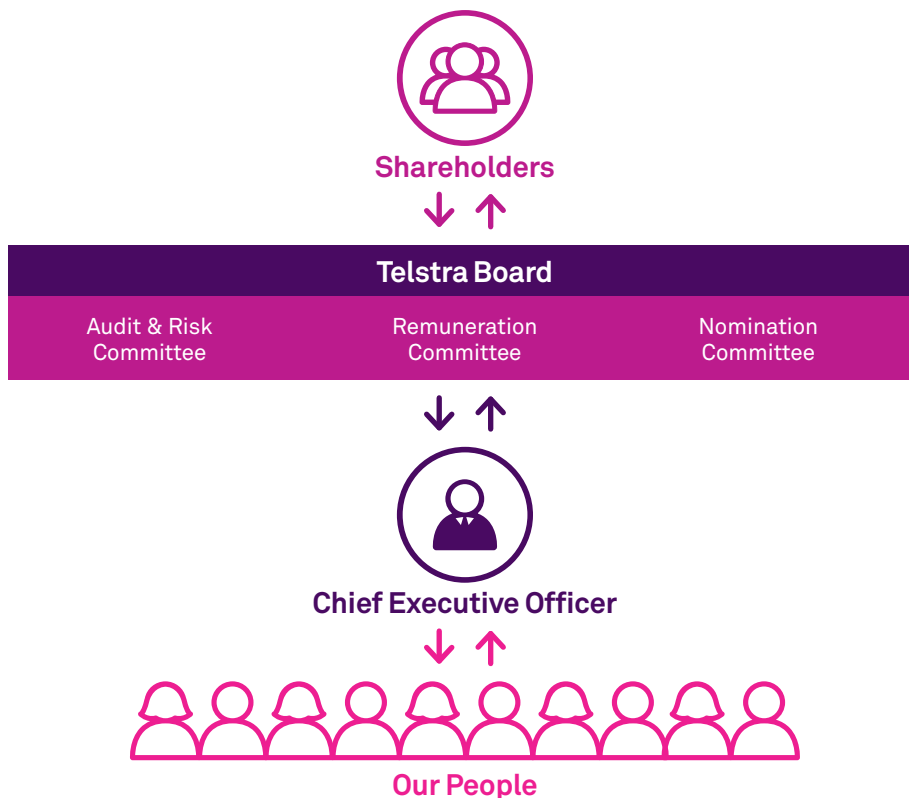 Shareholders
Telstra Board
Audit & Risk
Committee
Remuneration
Committee
Nomination
Committee
Chief Executive Officer
Our People